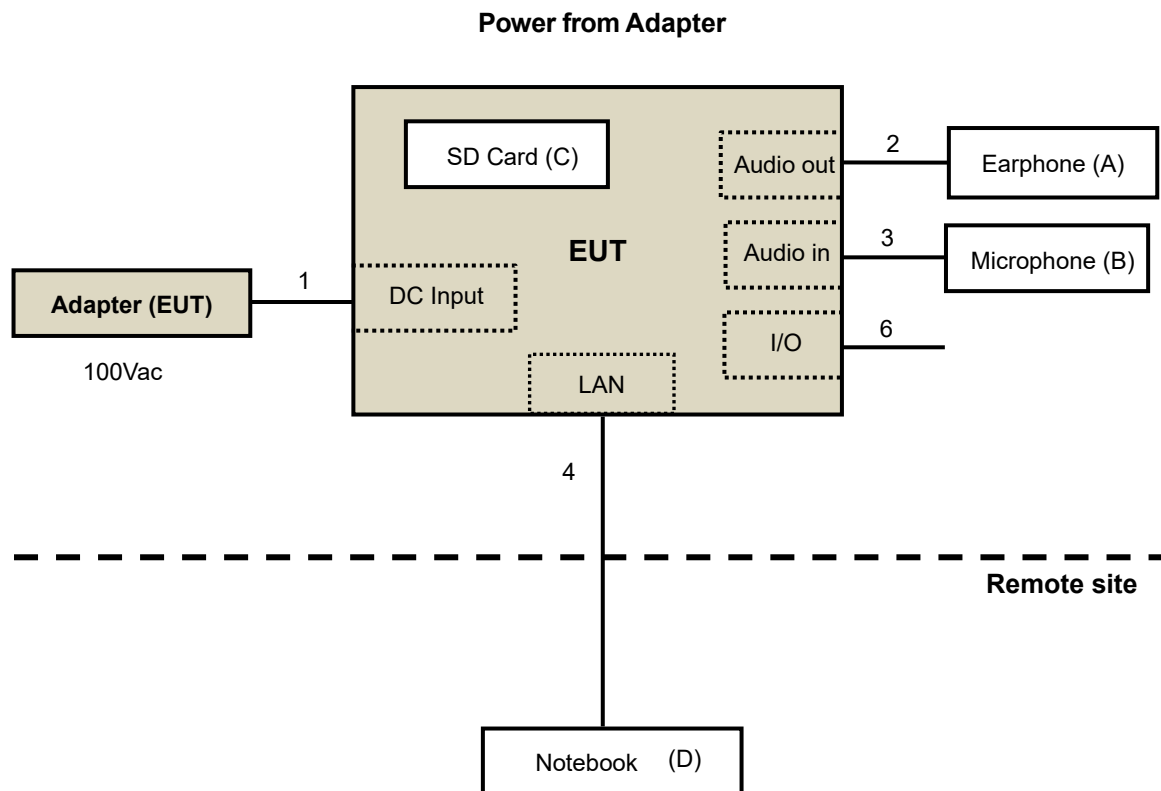 Power from Adapter
SD Card (C)
Audio out
2
Earphone (A)
EUT
Audio in
3
Microphone (B)
Adapter (EUT)
1
DC Input
100Vac
I/O
6
LAN
4
Remote site
Notebook (D)